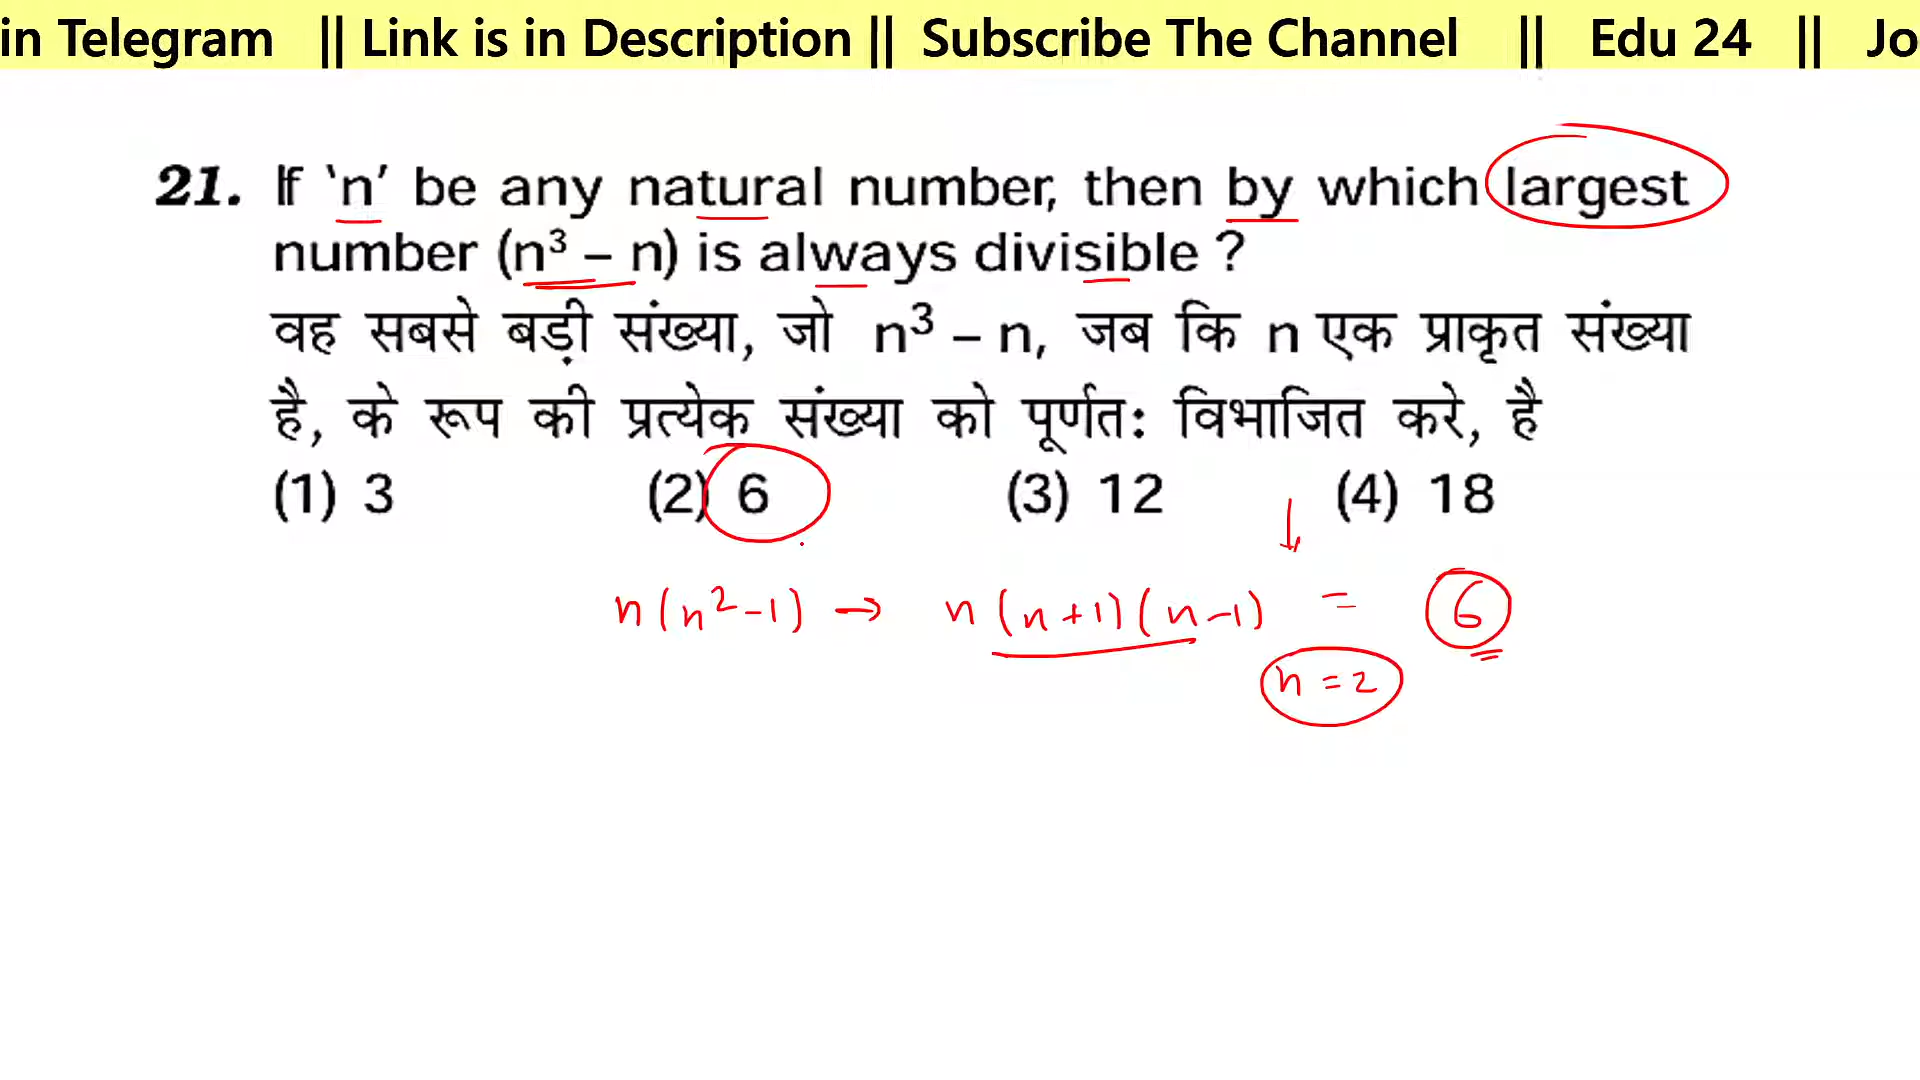 in Telegram || Link is in Description || Subscribe The Channel || Edu 24 || Jo
21. If ‘n’ be any natural number, then by which largest
number (n³ – n) is always divisible ?
वह सबसे बड़ी संख्या, जो n³ – n, जब कि n एक प्राकृत संख्या
है, के रूप की प्रत्येक संख्या को पूर्णत: विभाजित करे, है
(1) 3 (2) 6 (3) 12 (4) 18
n(n²-1) → n(n+1)(n-1) = 6
n=2